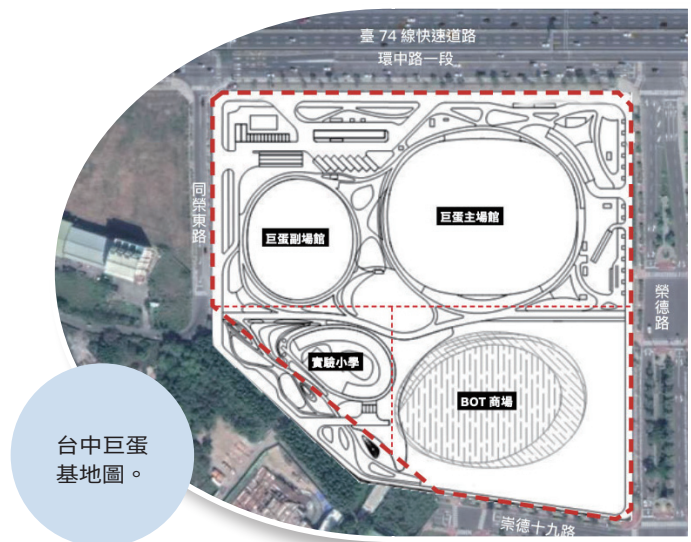 臺 74 線快速道路
環中路一段
同榮東路
巨蛋副場館
巨蛋主場館
榮德路
實驗小學
BOT 商場
台中巨蛋
基地圖。
崇德十九路